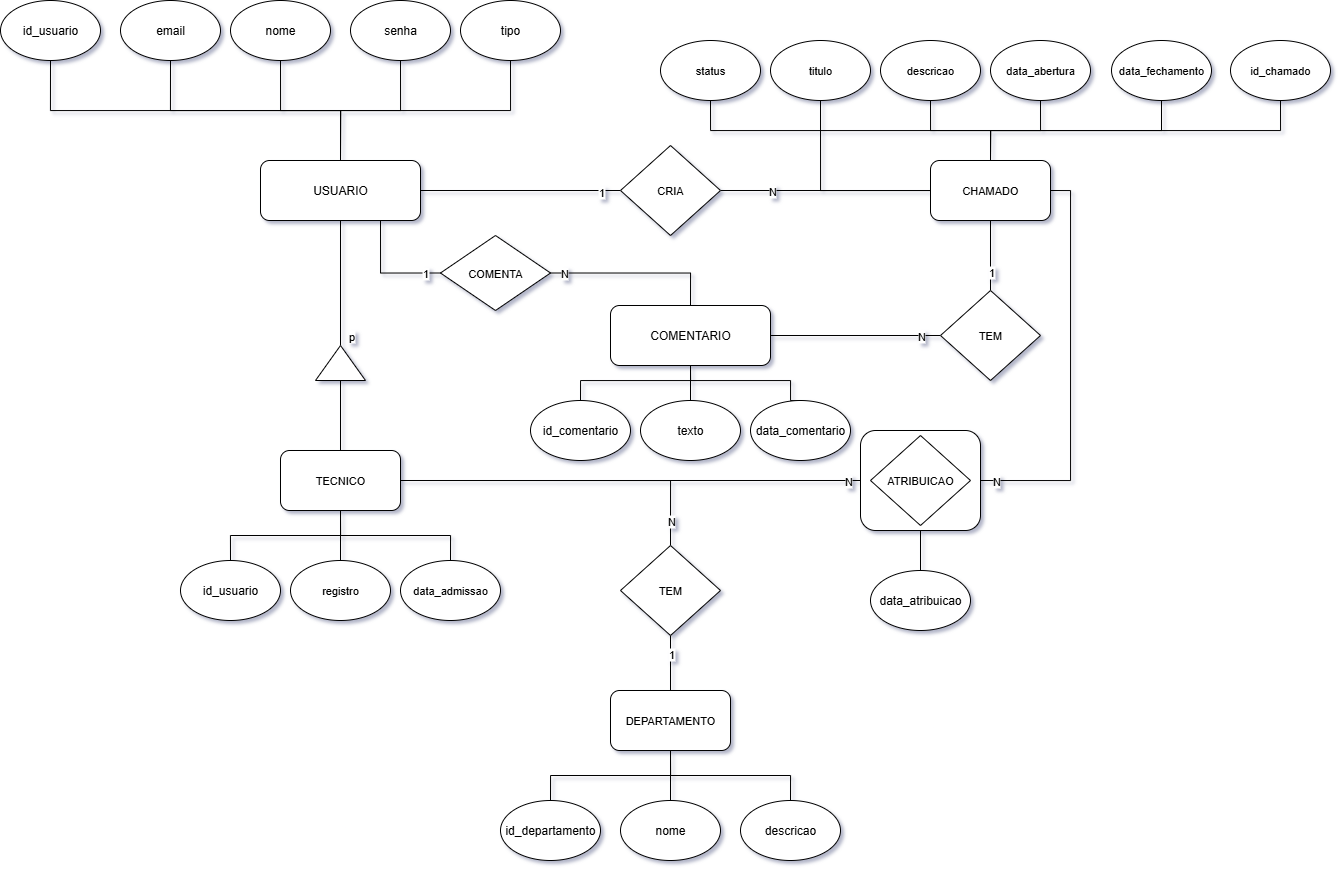 id_usuario
email
nome
senha
tipo
status
titulo
descricao
data_abertura
data_fechamento
id_chamado
USUARIO
1
CRIA
N
CHAMADO
1
COMENTA
N
1
COMENTARIO
N
TEM
p
id_comentario
texto
data_comentario
TECNICO
N
ATRIBUICAO
N
N
id_usuario
registro
data_admissao
TEM
data_atribuicao
1
DEPARTAMENTO
id_departamento
nome
descricao